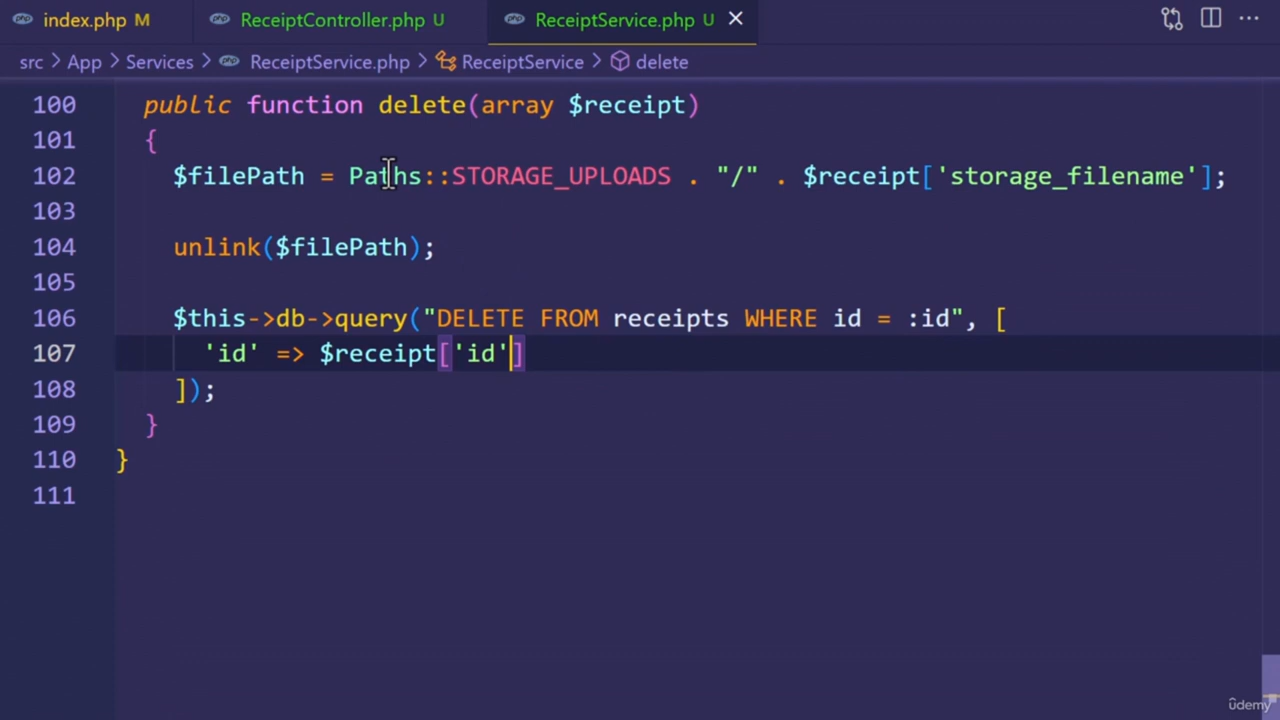 index.php M ReceiptController.php U ReceiptService.php U
src > App > Services > ReceiptService.php > ReceiptService > delete
100 public function delete(array $receipt)
101 {
102 $filePath = Paths::STORAGE_UPLOADS . "/" . $receipt['storage_filename'];
103
104 unlink($filePath);
105
106 $this->db->query("DELETE FROM receipts WHERE id = :id", [
107 'id' => $receipt['id']
108 ]);
109 }
110 }
111
ûdemy